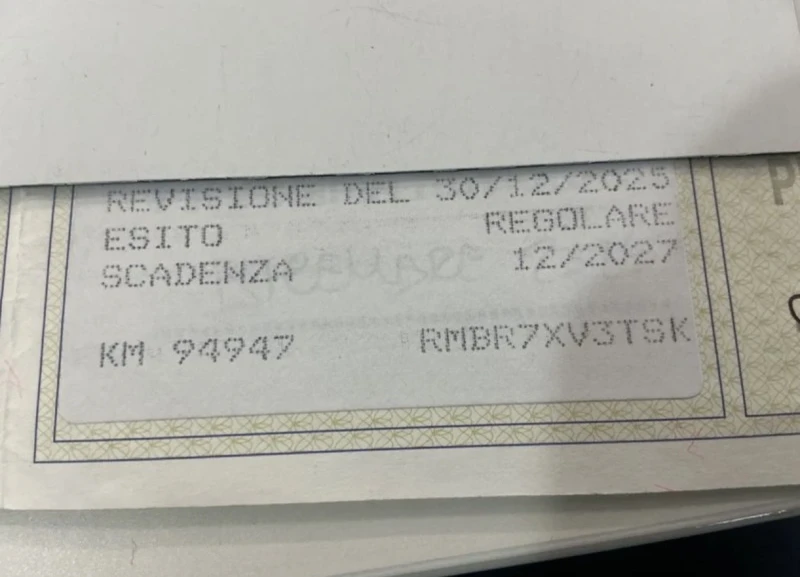 REVISIONE DEL 30/12/2025
ESITO REGOLARE
SCADENZA 12/2027
KM 94947 RMBR7XV3TSK